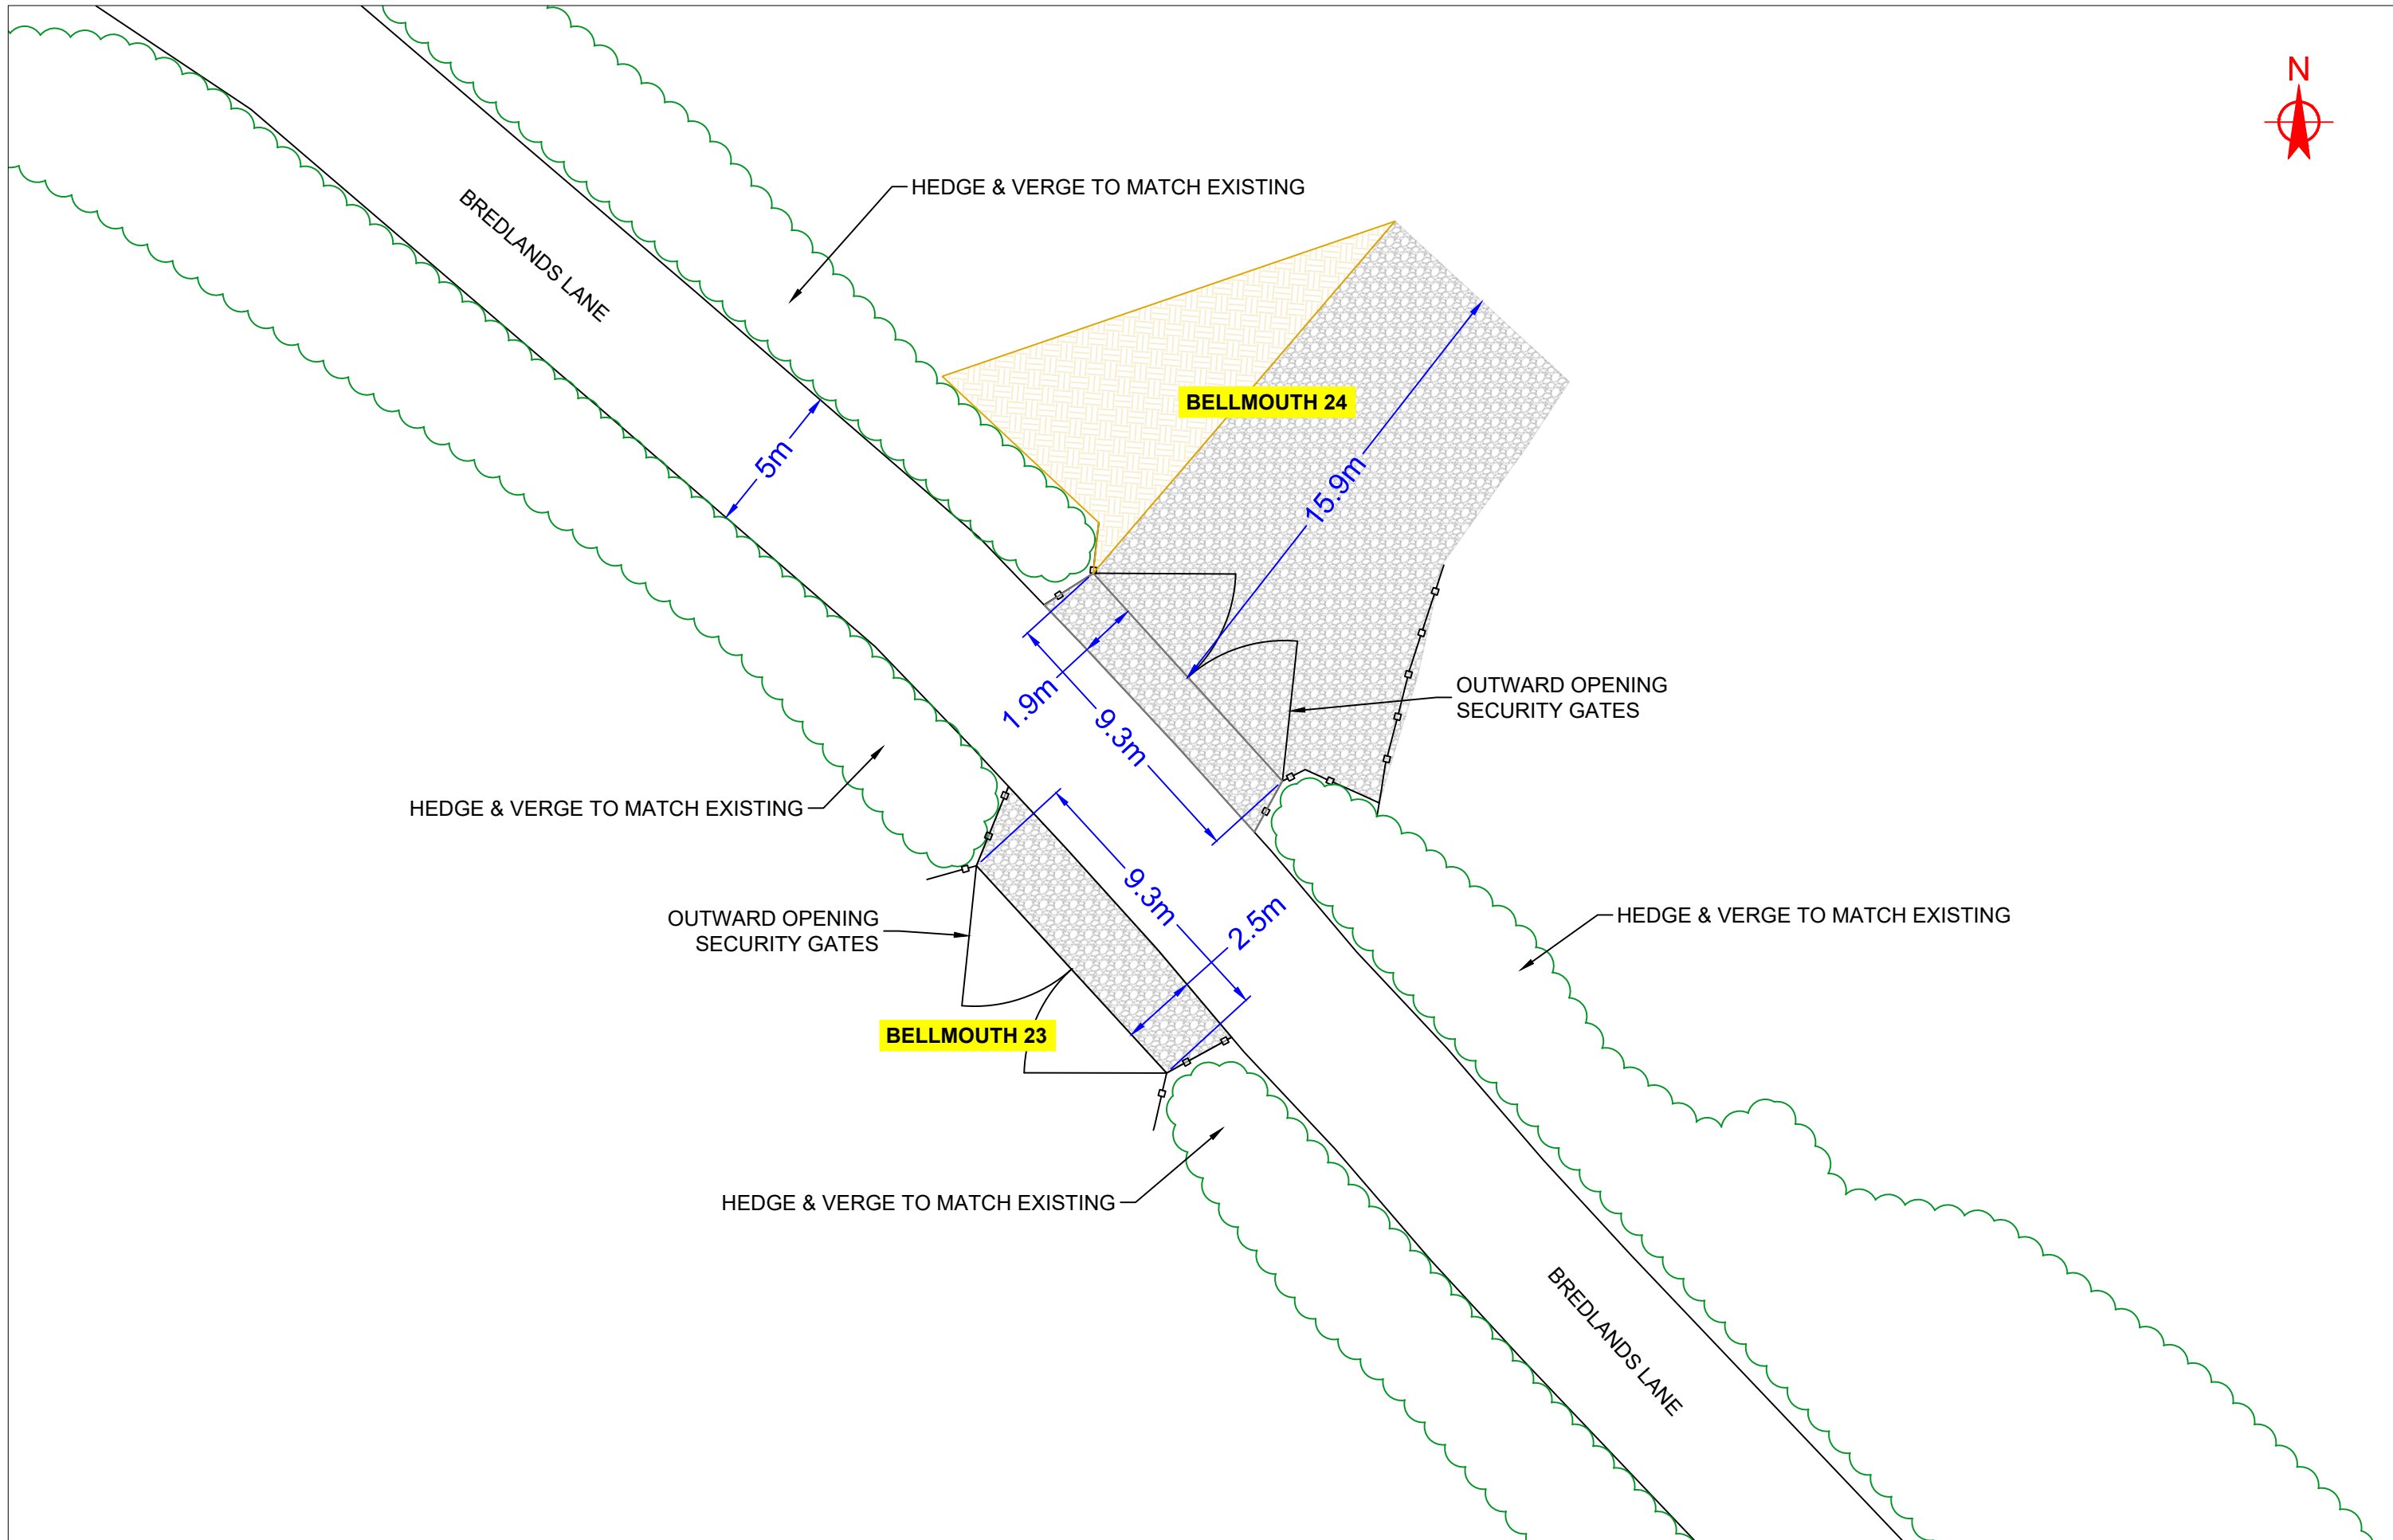 N
HEDGE & VERGE TO MATCH EXISTING
BREDLANDS LANE
BELLMOUTH 24
5m
15.9m
1.9m
9.3m
OUTWARD OPENING
SECURITY GATES
HEDGE & VERGE TO MATCH EXISTING
9.3m
2.5m
OUTWARD OPENING
SECURITY GATES
HEDGE & VERGE TO MATCH EXISTING
BELLMOUTH 23
HEDGE & VERGE TO MATCH EXISTING
BREDLANDS LANE